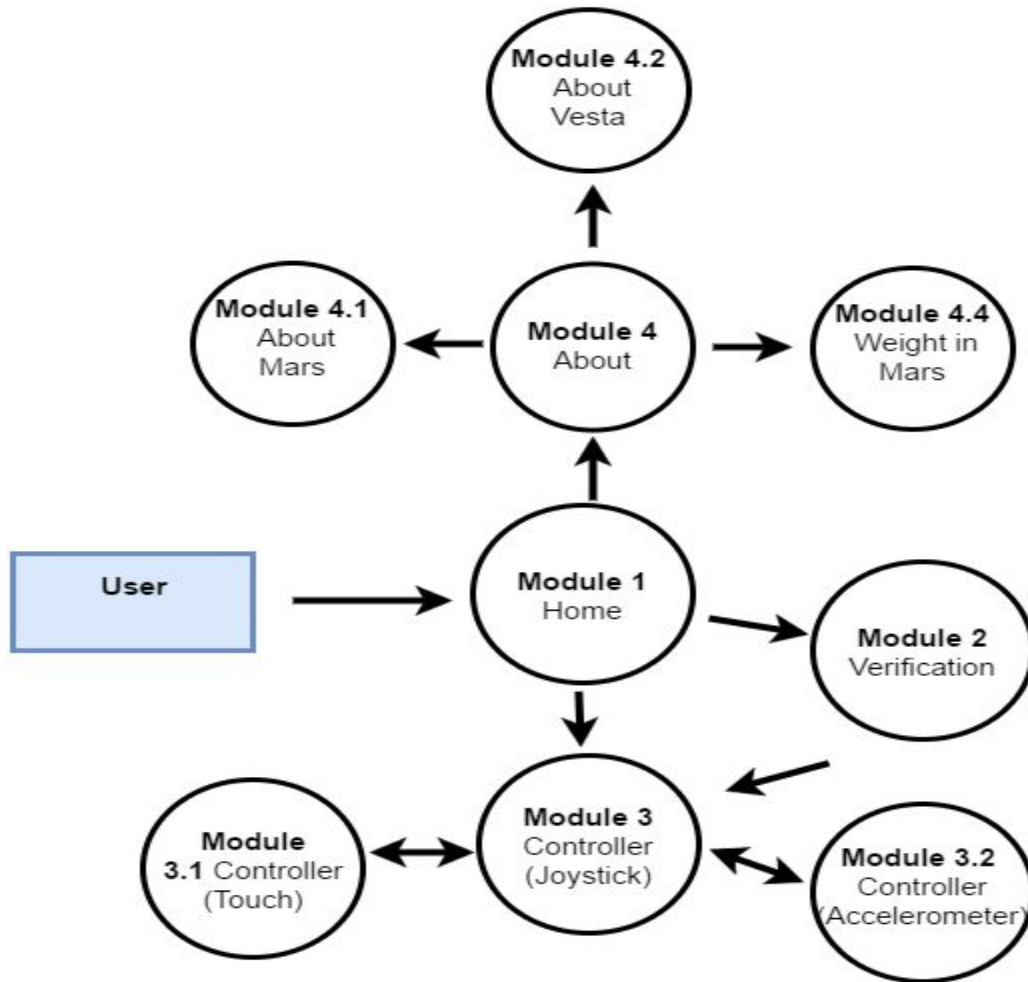 Module 4.2
About
Vesta
Module 4.1
About
Mars
Module 4
About
Module 4.4
Weight in
Mars
User
Module 1
Home
Module 2
Verification
Module 3
Controller
(Joystick)
Module
3.1 Controller
(Touch)
Module 3.2
Controller
(Accelerometer)